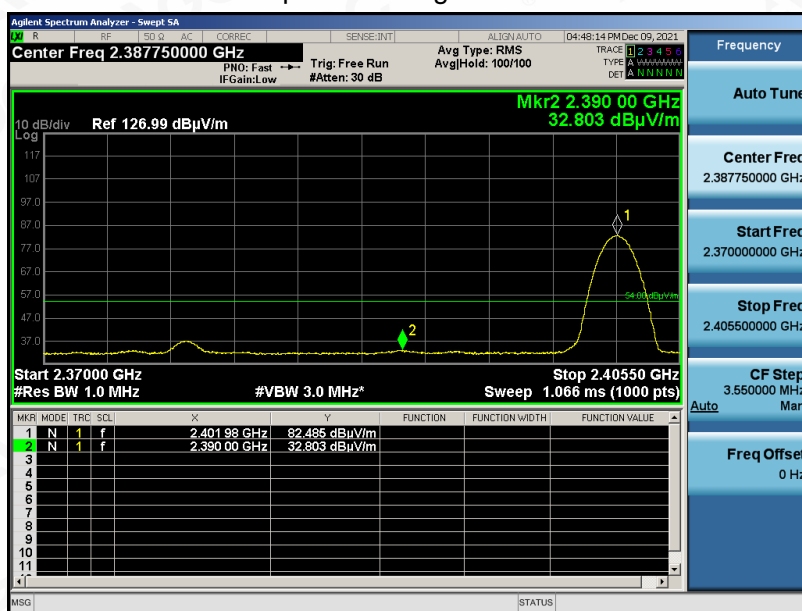 Agilent Spectrum Analyzer - Swept SA
LXI R RF 50 Ω AC CORREC SENSE:INT ALIGN AUTO 04:48:14 PM Dec 09, 2021
Center Freq 2.387750000 GHz
PNO: Fast
IFGain:Low
Trig: Free Run
#Atten: 30 dB
Avg Type: RMS
Avg|Hold: 100/100
TRACE 1 2 3 4 5 6
TYPE A WWWWW
DET A N N N N N
Mkr2 2.390 00 GHz
32.803 dBµV/m
10 dB/div Ref 126.99 dBµV/m
Log
117
107
97.0
87.0
77.0
67.0
57.0
47.0
37.0
1
54.00 dBµV/m
2
Start 2.37000 GHz Stop 2.40550 GHz
#Res BW 1.0 MHz #VBW 3.0 MHz* Sweep 1.066 ms (1000 pts)
MKR MODE TRC SCL X Y FUNCTION FUNCTION WIDTH FUNCTION VALUE
1 N 1 f 2.401 98 GHz 82.485 dBµV/m
2 N 1 f 2.390 00 GHz 32.803 dBµV/m
3
4
5
6
7
8
9
10
11
MSG STATUS
Frequency
Auto Tune
Center Freq
2.387750000 GHz
Start Freq
2.370000000 GHz
Stop Freq
2.405500000 GHz
CF Step
3.550000 MHz
Auto Man
Freq Offset
0 Hz